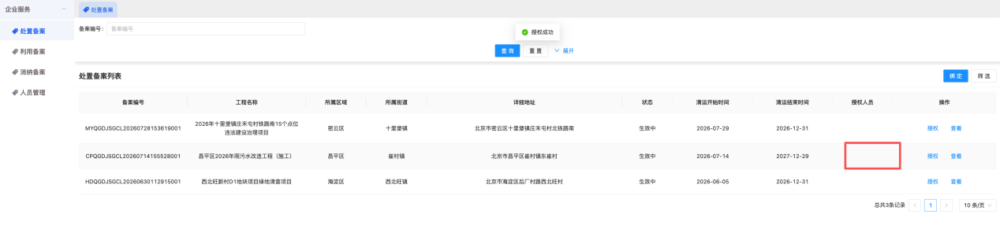 企业服务
处置备案
处置备案
利用备案
消纳备案
人员管理
备案编号: 备案编号
授权成功
查 询 重 置 展开
处置备案列表
绑 定 筛 选
备案编号 工程名称 所属区域 所属街道 详细地址 状态 清运开始时间 清运结束时间 授权人员 操作
MYQGDJSGCL20260728153619001 2026年十里堡镇庄禾屯村铁路南15个点位违法建设治理项目 密云区 十里堡镇 北京市密云区十里堡镇庄禾屯村北铁路南 生效中 2026-07-29 2026-12-31 授权 查看
CPQGDJSGCL20260714155528001 昌平区2026年雨污水改造工程（施工） 昌平区 崔村镇 北京市昌平区崔村镇东崔村 生效中 2026-07-14 2027-12-29 授权 查看
HDQGDJSGCL20260630112915001 西北旺新村D1地块项目绿地清查项目 海淀区 西北旺镇 北京市海淀区后厂村路西北旺村 生效中 2026-06-05 2026-12-31 授权 查看
总共3条记录 1 10 条/页